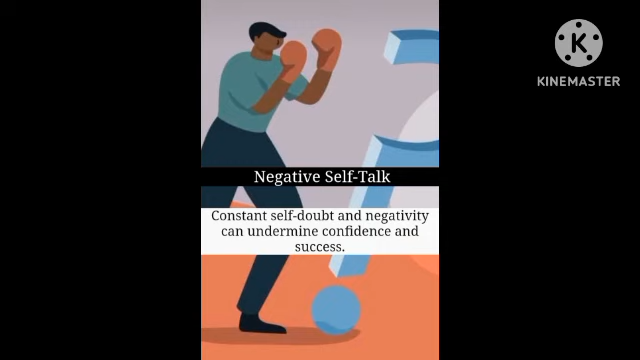 K
KINEMASTER
Negative Self-Talk
Constant self-doubt and negativity
can undermine confidence and
success.